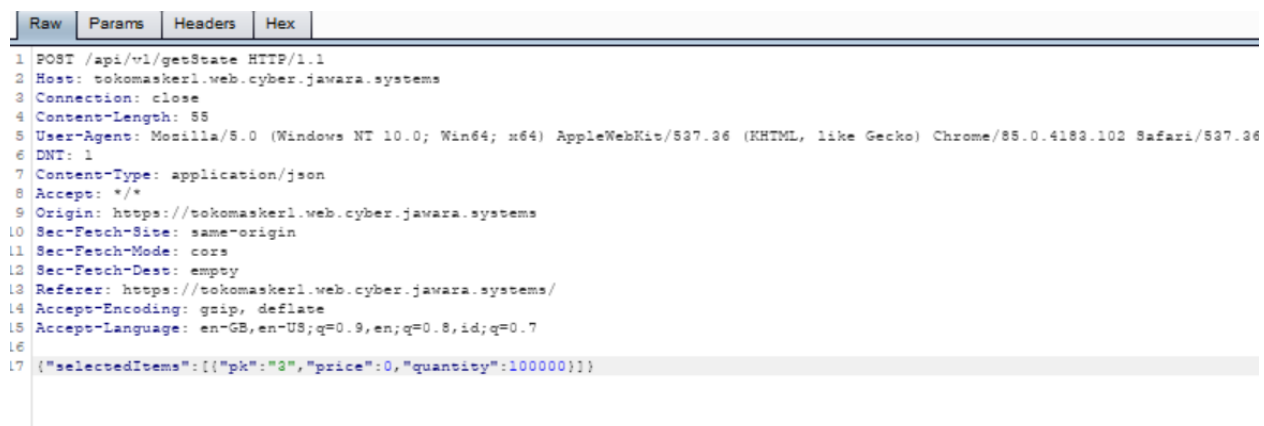 Raw Params Headers Hex
1 POST /api/v1/getState HTTP/1.1
2 Host: tokomasker1.web.cyber.jawara.systems
3 Connection: close
4 Content-Length: 55
5 User-Agent: Mozilla/5.0 (Windows NT 10.0; Win64; x64) AppleWebKit/537.36 (KHTML, like Gecko) Chrome/85.0.4183.102 Safari/537.36
6 DNT: 1
7 Content-Type: application/json
8 Accept: */*
9 Origin: https://tokomasker1.web.cyber.jawara.systems
10 Sec-Fetch-Site: same-origin
11 Sec-Fetch-Mode: cors
12 Sec-Fetch-Dest: empty
13 Referer: https://tokomasker1.web.cyber.jawara.systems/
14 Accept-Encoding: gzip, deflate
15 Accept-Language: en-GB,en-US;q=0.9,en;q=0.8,id;q=0.7
16
17 {"selectedItems":[{"pk":"3","price":0,"quantity":100000}]}